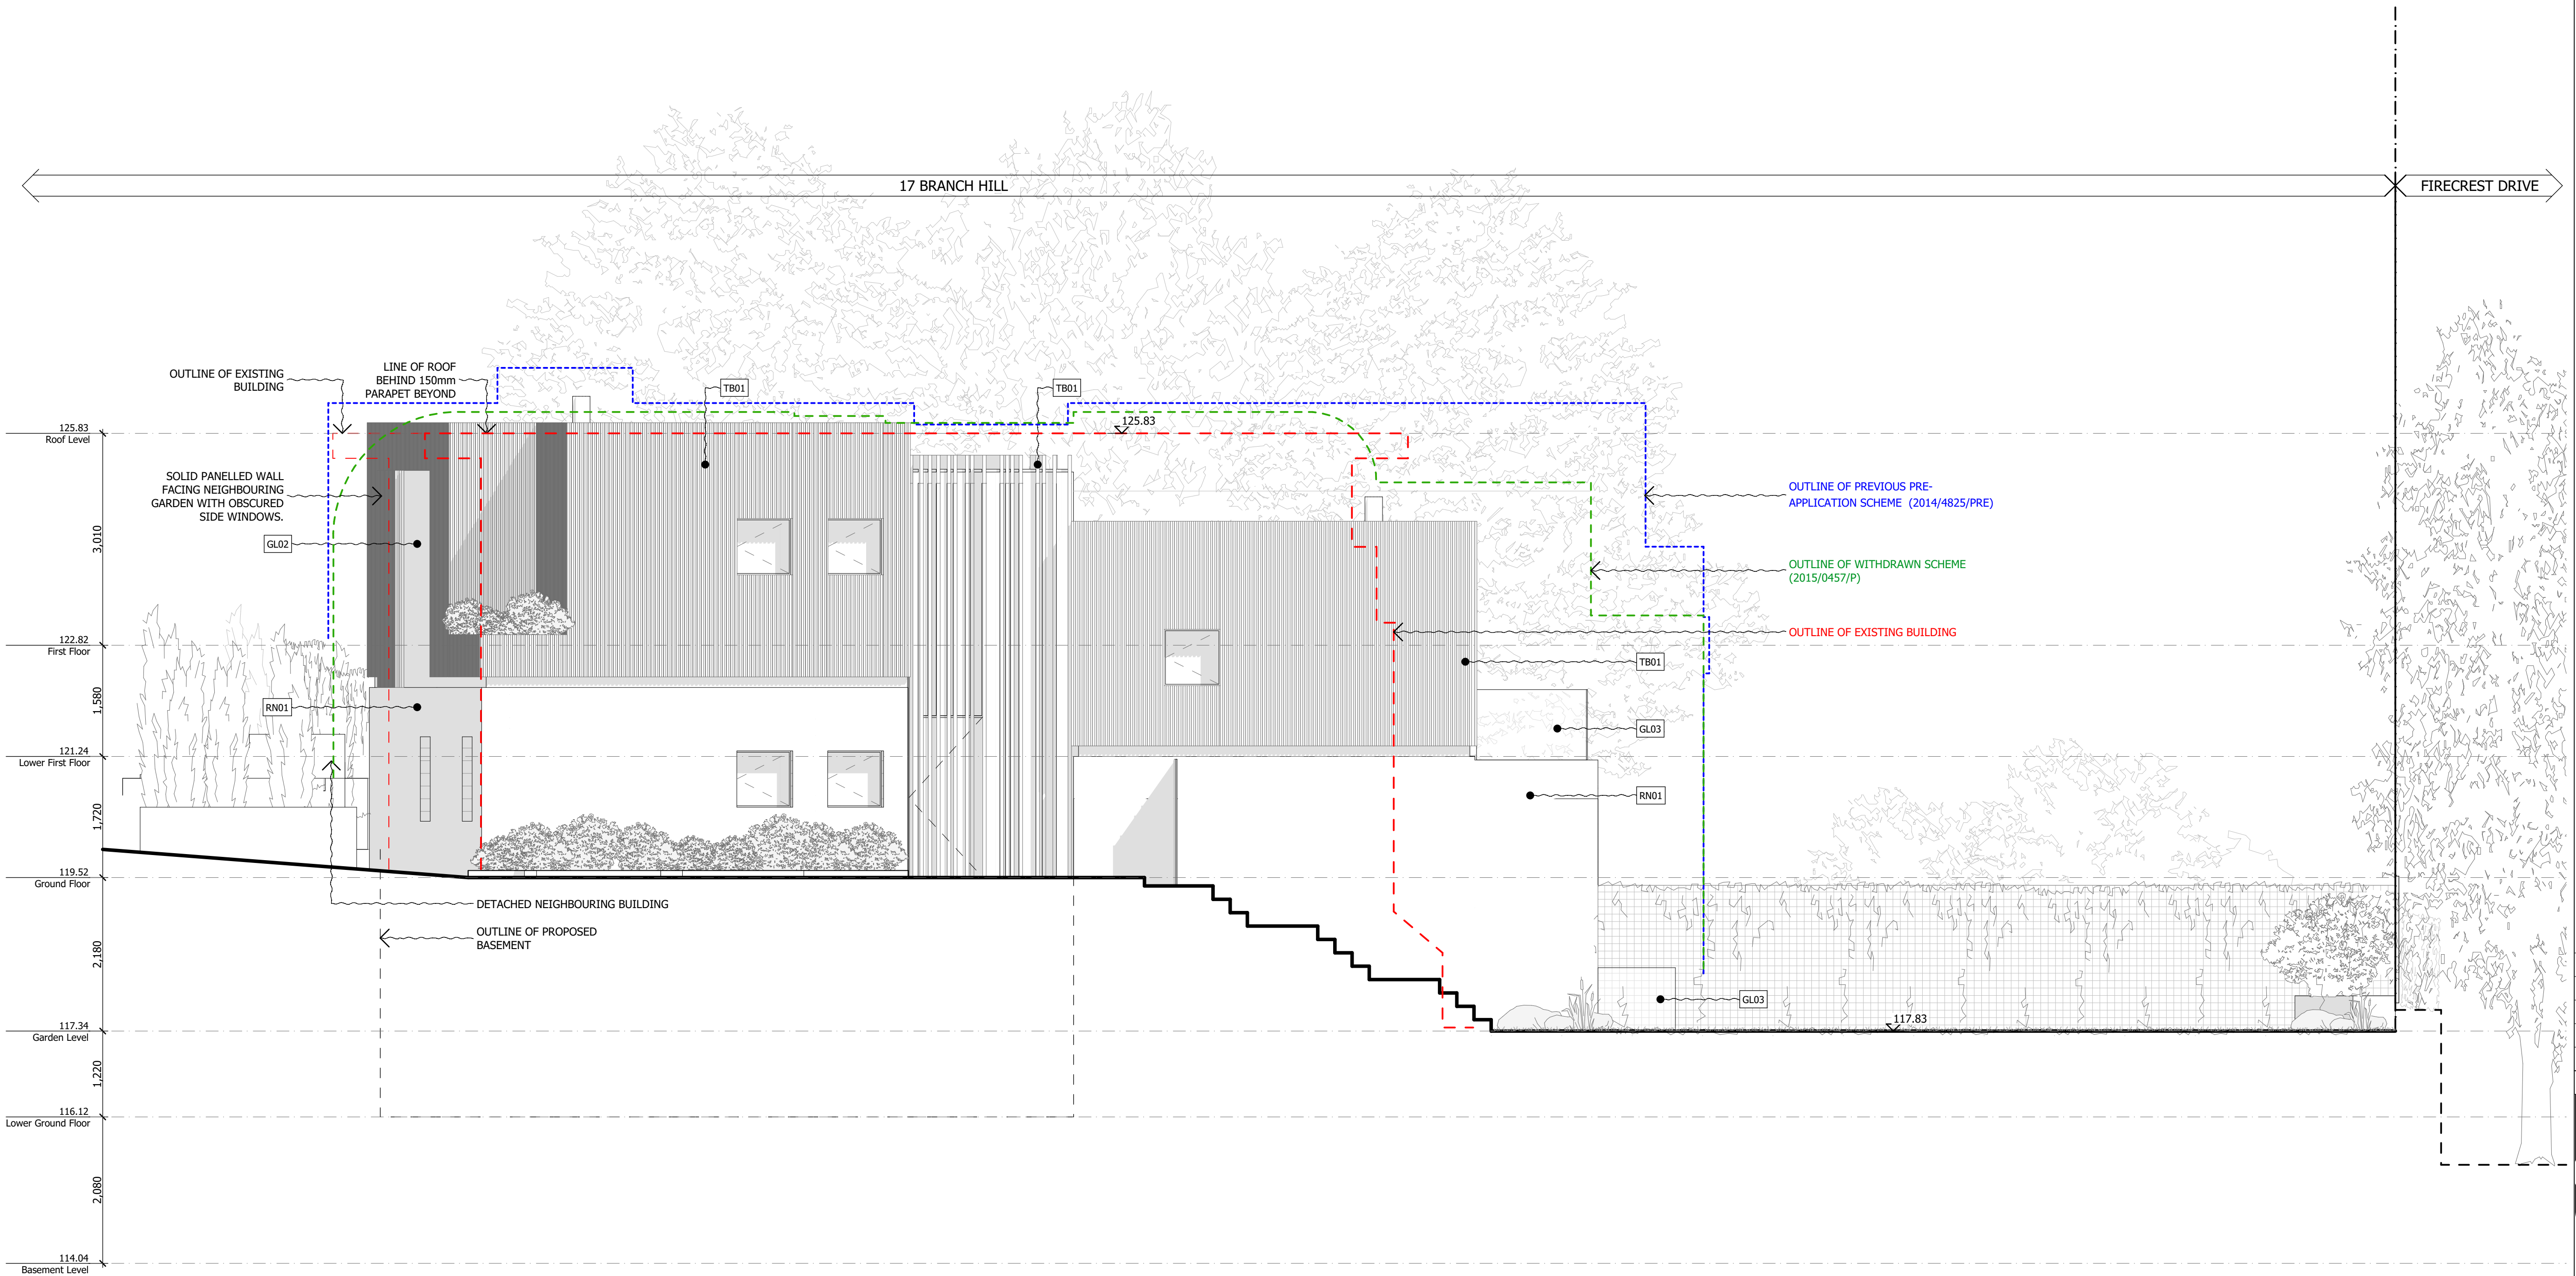 17 BRANCH HILL
FIRECREST DRIVE
OUTLINE OF EXISTING
BUILDING
LINE OF ROOF
BEHIND 150mm
PARAPET BEYOND
TB01
TB01
125.83
125.83
Roof Level
SOLID PANELLED WALL
FACING NEIGHBOURING
GARDEN WITH OBSCURED
SIDE WINDOWS.
OUTLINE OF PREVIOUS PRE-
APPLICATION SCHEME (2014/4825/PRE)
3,010
GL02
OUTLINE OF WITHDRAWN SCHEME
(2015/0457/P)
OUTLINE OF EXISTING BUILDING
122.82
First Floor
TB01
1,580
RN01
GL03
121.24
Lower First Floor
RN01
1,720
119.52
Ground Floor
DETACHED NEIGHBOURING BUILDING
OUTLINE OF PROPOSED
BASEMENT
2,180
GL03
117.83
117.34
Garden Level
1,220
116.12
Lower Ground Floor
2,080
114.04
Basement Level